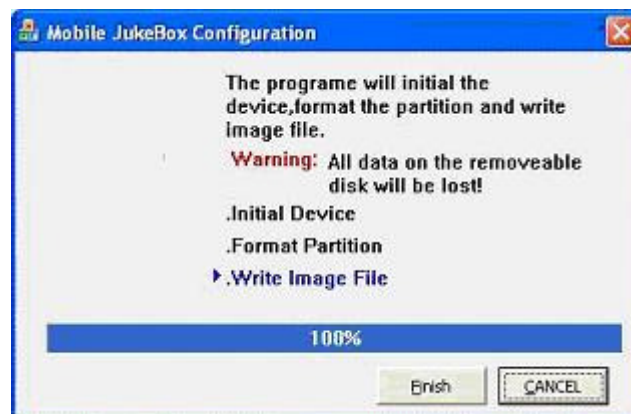 Mobile JukeBox Configuration
The programe will initial the
device,format the partition and write
image file.
Warning: All data on the removeable
disk will be lost!
.Initial Device
.Format Partition
.Write Image File
100%
Finish CANCEL